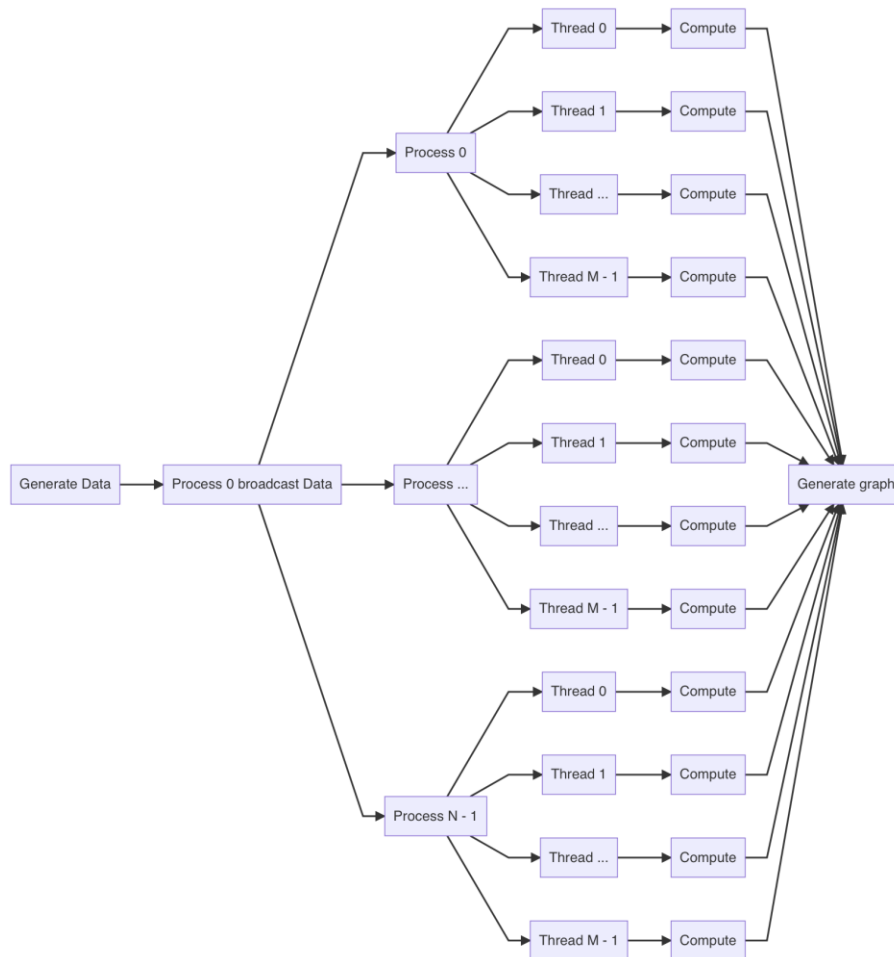 Thread 0
Compute
Thread 1
Compute
Process 0
Thread ...
Compute
Thread M - 1
Compute
Thread 0
Compute
Thread 1
Compute
Generate Data
Process 0 broadcast Data
Process ...
Generate graph
Thread ...
Compute
Thread M - 1
Compute
Thread 0
Compute
Thread 1
Compute
Process N - 1
Thread ...
Compute
Thread M - 1
Compute